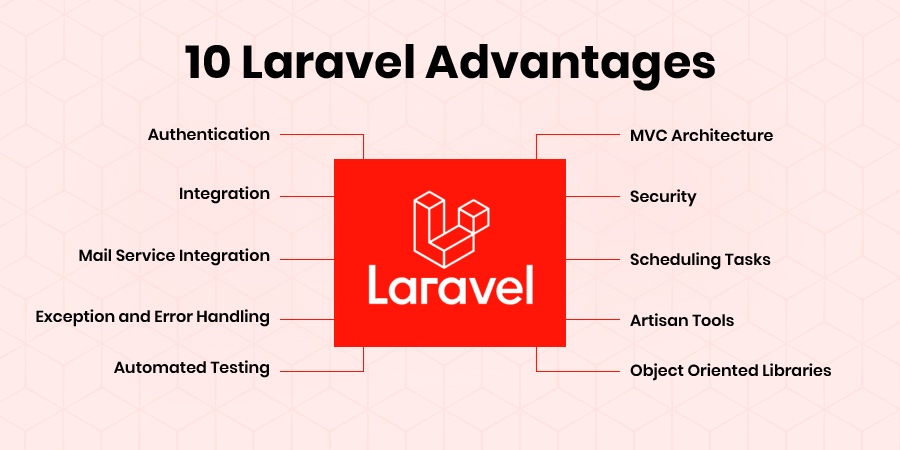 10 Laravel Advantages
Authentication
Integration
Mail Service Integration
Exception and Error Handling
Automated Testing
Laravel
MVC Architecture
Security
Scheduling Tasks
Artisan Tools
Object Oriented Libraries